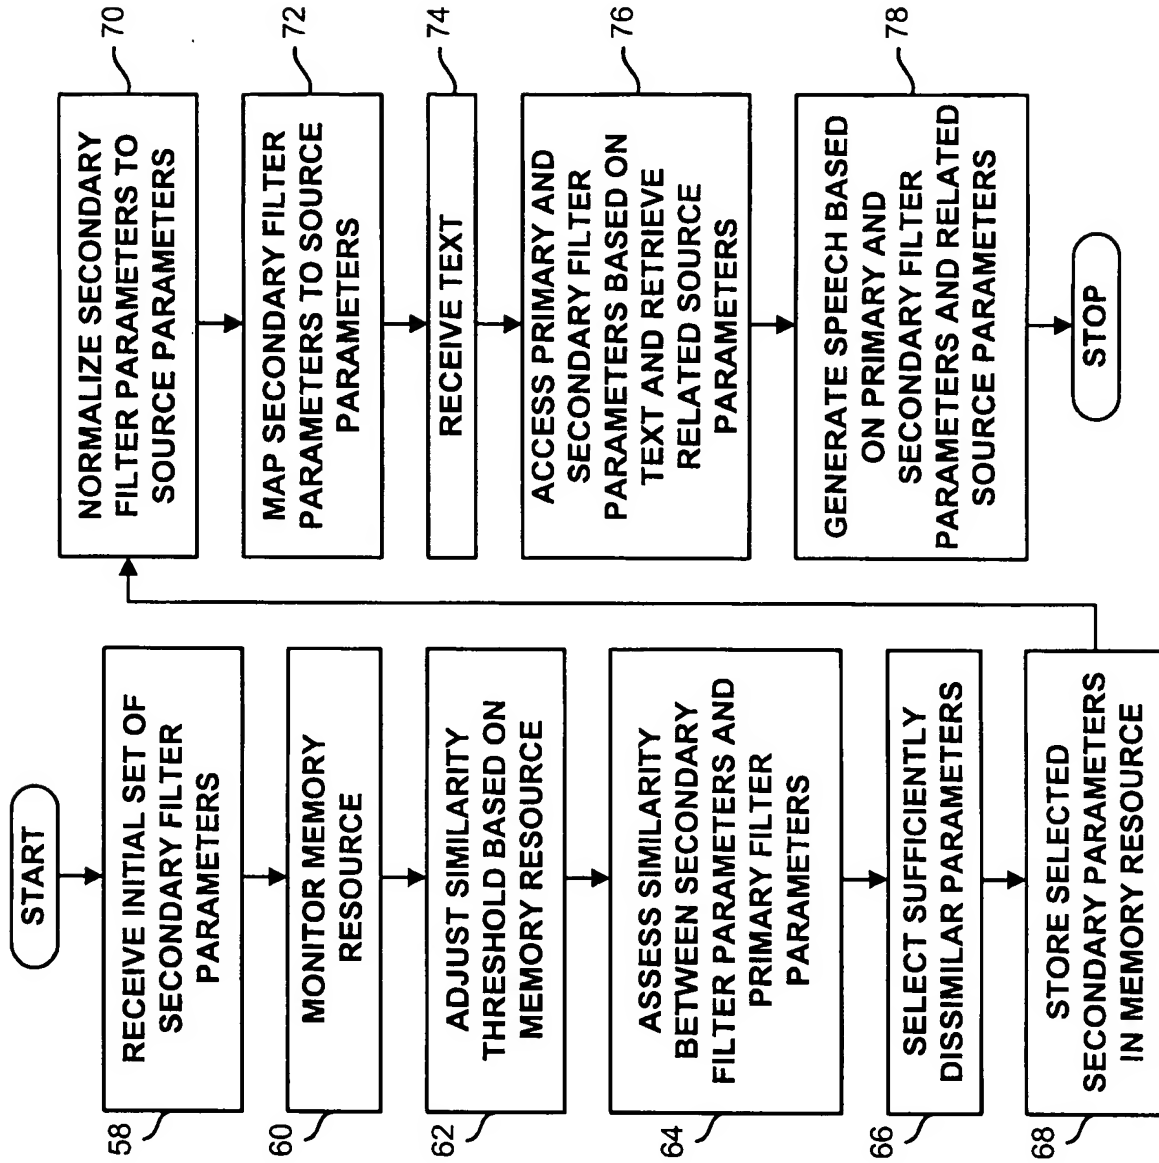 START
RECEIVE INITIAL SET OF
SECONDARY FILTER
PARAMETERS
58
MONITOR MEMORY
RESOURCE
60
ADJUST SIMILARITY
THRESHOLD BASED ON
MEMORY RESOURCE
62
ASSESS SIMILARITY
BETWEEN SECONDARY
FILTER PARAMETERS AND
PRIMARY FILTER
PARAMETERS
64
SELECT SUFFICIENTLY
DISSIMILAR PARAMETERS
66
STORE SELECTED
SECONDARY PARAMETERS
IN MEMORY RESOURCE
68
NORMALIZE SECONDARY
FILTER PARAMETERS TO
SOURCE PARAMETERS
70
MAP SECONDARY FILTER
PARAMETERS TO SOURCE
PARAMETERS
72
RECEIVE TEXT
74
ACCESS PRIMARY AND
SECONDARY FILTER
PARAMETERS BASED ON
TEXT AND RETRIEVE
RELATED SOURCE
PARAMETERS
76
GENERATE SPEECH BASED
ON PRIMARY AND
SECONDARY FILTER
PARAMETERS AND RELATED
SOURCE PARAMETERS
78
STOP